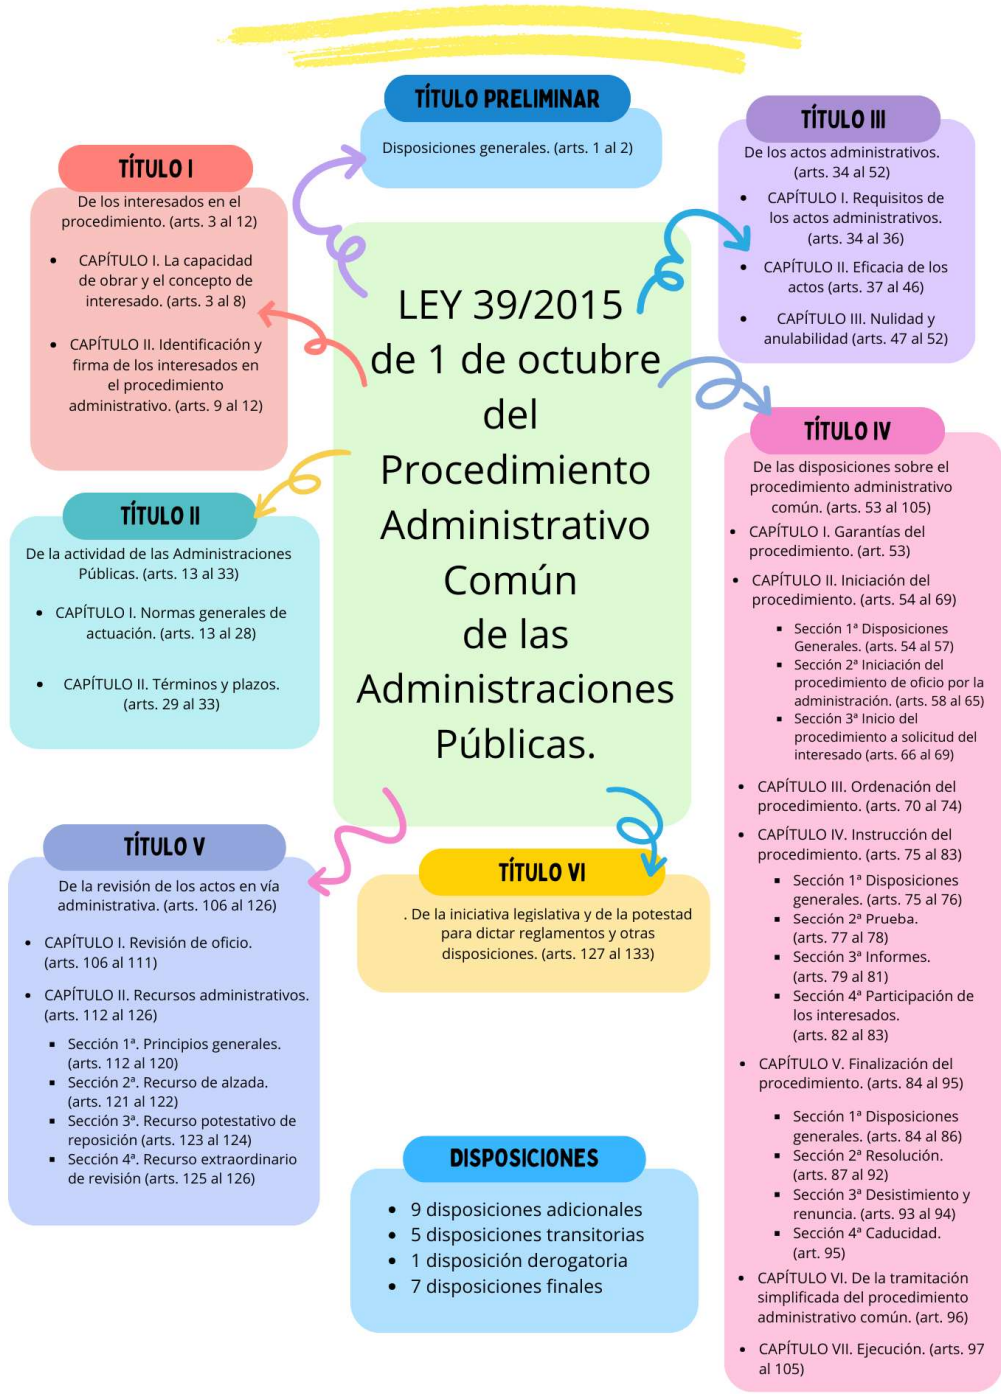 TÍTULO PRELIMINAR
Disposiciones generales. (arts. 1 al 2)
TÍTULO I
De los interesados en el
procedimiento. (arts. 3 al 12)
• CAPÍTULO I. La capacidad
de obrar y el concepto de
interesado. (arts. 3 al 8)
• CAPÍTULO II. Identificación y
firma de los interesados en
el procedimiento
administrativo. (arts. 9 al 12)
TÍTULO II
De la actividad de las Administraciones
Públicas. (arts. 13 al 33)
• CAPÍTULO I. Normas generales de
actuación. (arts. 13 al 28)
• CAPÍTULO II. Términos y plazos.
(arts. 29 al 33)
LEY 39/2015
de 1 de octubre
del
Procedimiento
Administrativo
Común
de las
Administraciones
Públicas.
TÍTULO III
De los actos administrativos.
(arts. 34 al 52)
• CAPÍTULO I. Requisitos de
los actos administrativos.
(arts. 34 al 36)
• CAPÍTULO II. Eficacia de los
actos (arts. 37 al 46)
• CAPÍTULO III. Nulidad y
anulabilidad (arts. 47 al 52)
TÍTULO IV
De las disposiciones sobre el
procedimiento administrativo
común. (arts. 53 al 105)
• CAPÍTULO I. Garantías del
procedimiento. (art. 53)
• CAPÍTULO II. Iniciación del
procedimiento. (arts. 54 al 69)
▪ Sección 1ª Disposiciones
Generales. (arts. 54 al 57)
▪ Sección 2ª Iniciación del
procedimiento de oficio por la
administración. (arts. 58 al 65)
▪ Sección 3ª Inicio del
procedimiento a solicitud del
interesado (arts. 66 al 69)
• CAPÍTULO III. Ordenación del
procedimiento. (arts. 70 al 74)
• CAPÍTULO IV. Instrucción del
procedimiento. (arts. 75 al 83)
▪ Sección 1ª Disposiciones
generales. (arts. 75 al 76)
▪ Sección 2ª Prueba.
(arts. 77 al 78)
▪ Sección 3ª Informes.
(arts. 79 al 81)
▪ Sección 4ª Participación de
los interesados.
(arts. 82 al 83)
• CAPÍTULO V. Finalización del
procedimiento. (arts. 84 al 95)
▪ Sección 1ª Disposiciones
generales. (arts. 84 al 86)
▪ Sección 2ª Resolución.
(arts. 87 al 92)
▪ Sección 3ª Desistimiento y
renuncia. (arts. 93 al 94)
▪ Sección 4ª Caducidad.
(art. 95)
• CAPÍTULO VI. De la tramitación
simplificada del procedimiento
administrativo común. (art. 96)
• CAPÍTULO VII. Ejecución. (arts. 97
al 105)
TÍTULO V
De la revisión de los actos en vía
administrativa. (arts. 106 al 126)
• CAPÍTULO I. Revisión de oficio.
(arts. 106 al 111)
• CAPÍTULO II. Recursos administrativos.
(arts. 112 al 126)
▪ Sección 1ª. Principios generales.
(arts. 112 al 120)
▪ Sección 2ª. Recurso de alzada.
(arts. 121 al 122)
▪ Sección 3ª. Recurso potestativo de
reposición (arts. 123 al 124)
▪ Sección 4ª. Recurso extraordinario
de revisión (arts. 125 al 126)
TÍTULO VI
. De la iniciativa legislativa y de la potestad
para dictar reglamentos y otras
disposiciones. (arts. 127 al 133)
DISPOSICIONES
• 9 disposiciones adicionales
• 5 disposiciones transitorias
• 1 disposición derogatoria
• 7 disposiciones finales